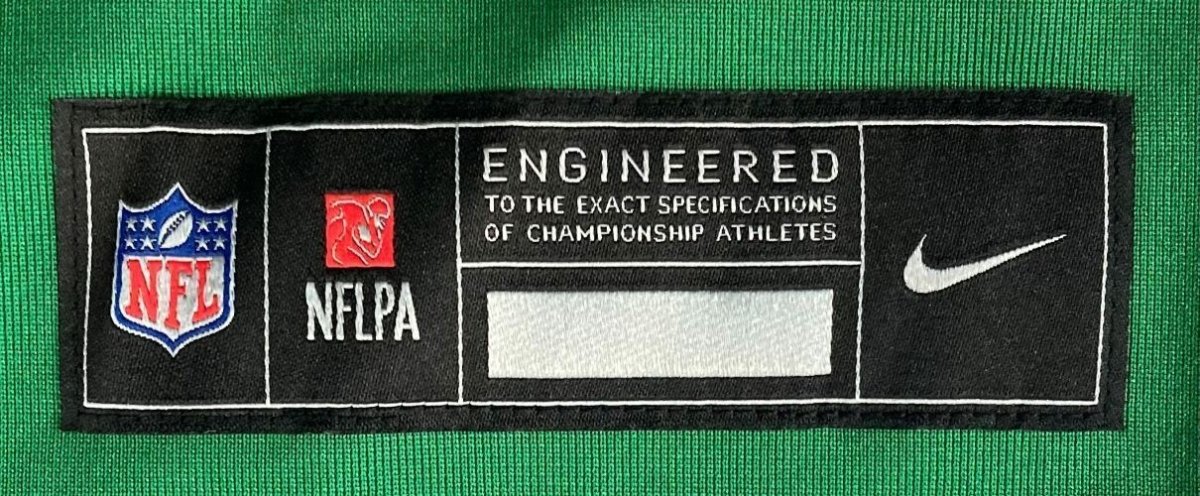 NFL
NFLPA
ENGINEERED
TO THE EXACT SPECIFICATIONS
OF CHAMPIONSHIP ATHLETES